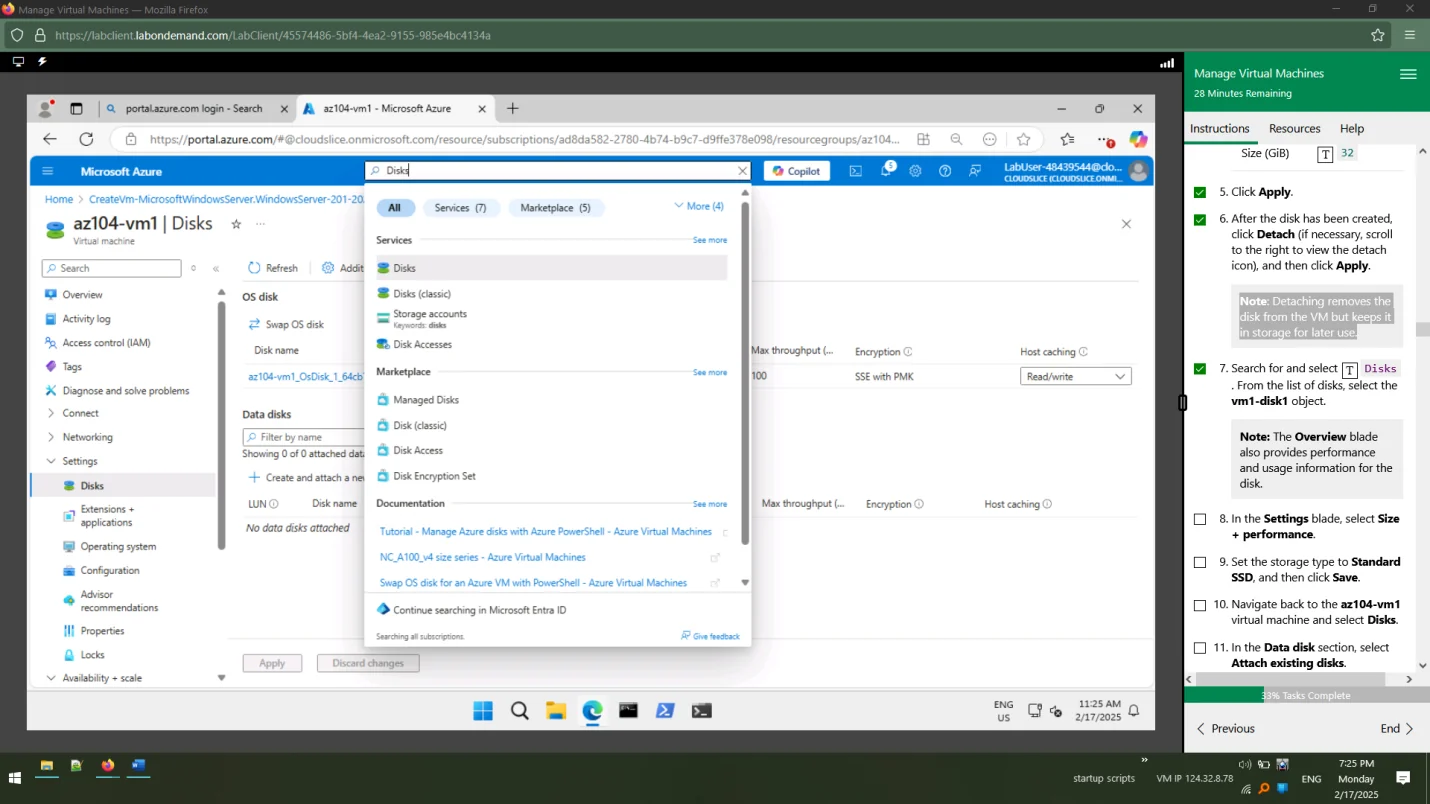 Manage Virtual Machines — Mozilla Firefox
https://labclient.labondemand.com/LabClient/45574486-5bf4-4ea2-9155-985e4bc4134a
portal.azure.com login - Search
az104-vm1 - Microsoft Azure
https://portal.azure.com/#@cloudslice.onmicrosoft.com/resource/subscriptions/ad8da582-2780-4b74-b9c7-d9ffe378e098/resourcegroups/az104...
Microsoft Azure
Disks
Copilot
5
LabUser-48439544@clo...
CLOUDSLICE (CLOUDSLICE.ONMI...
Home > CreateVm-MicrosoftWindowsServer.WindowsServer-201-202
az104-vm1 | Disks
Virtual machine
Search
Overview
Activity log
Access control (IAM)
Tags
Diagnose and solve problems
Connect
Networking
Settings
Disks
Extensions +
applications
Operating system
Configuration
Advisor
recommendations
Properties
Locks
Availability + scale
Refresh
Addit
OS disk
Swap OS disk
Disk name
Max throughput (...
Encryption
Host caching
az104-vm1_OsDisk_1_64cb
100
SSE with PMK
Read/write
Data disks
Filter by name
Showing 0 of 0 attached data
Create and attach a new
LUN
Disk name
Max throughput (...
Encryption
Host caching
No data disks attached
Apply
Discard changes
All
Services (7)
Marketplace (5)
More (4)
Services
See more
Disks
Disks (classic)
Storage accounts
Keywords: disks
Disk Accesses
Marketplace
See more
Managed Disks
Disk (classic)
Disk Access
Disk Encryption Set
Documentation
See more
Tutorial - Manage Azure disks with Azure PowerShell - Azure Virtual Machines
NC_A100_v4 size series - Azure Virtual Machines
Swap OS disk for an Azure VM with PowerShell - Azure Virtual Machines
Continue searching in Microsoft Entra ID
Searching all subscriptions.
Give feedback
ENG
US
11:25 AM
2/17/2025
Manage Virtual Machines
28 Minutes Remaining
Instructions
Resources
Help
Size (GiB) T 32
5. Click Apply.
6. After the disk has been created,
click Detach (if necessary, scroll
to the right to view the detach
icon), and then click Apply.
Note: Detaching removes the
disk from the VM but keeps it
in storage for later use.
7. Search for and select T Disks
. From the list of disks, select the
vm1-disk1 object.
Note: The Overview blade
also provides performance
and usage information for the
disk.
8. In the Settings blade, select Size
+ performance.
9. Set the storage type to Standard
SSD, and then click Save.
10. Navigate back to the az104-vm1
virtual machine and select Disks.
11. In the Data disk section, select
Attach existing disks.
33% Tasks Complete
Previous
End
startup scripts
VM IP 124.32.8.78
ENG
7:25 PM
Monday
2/17/2025